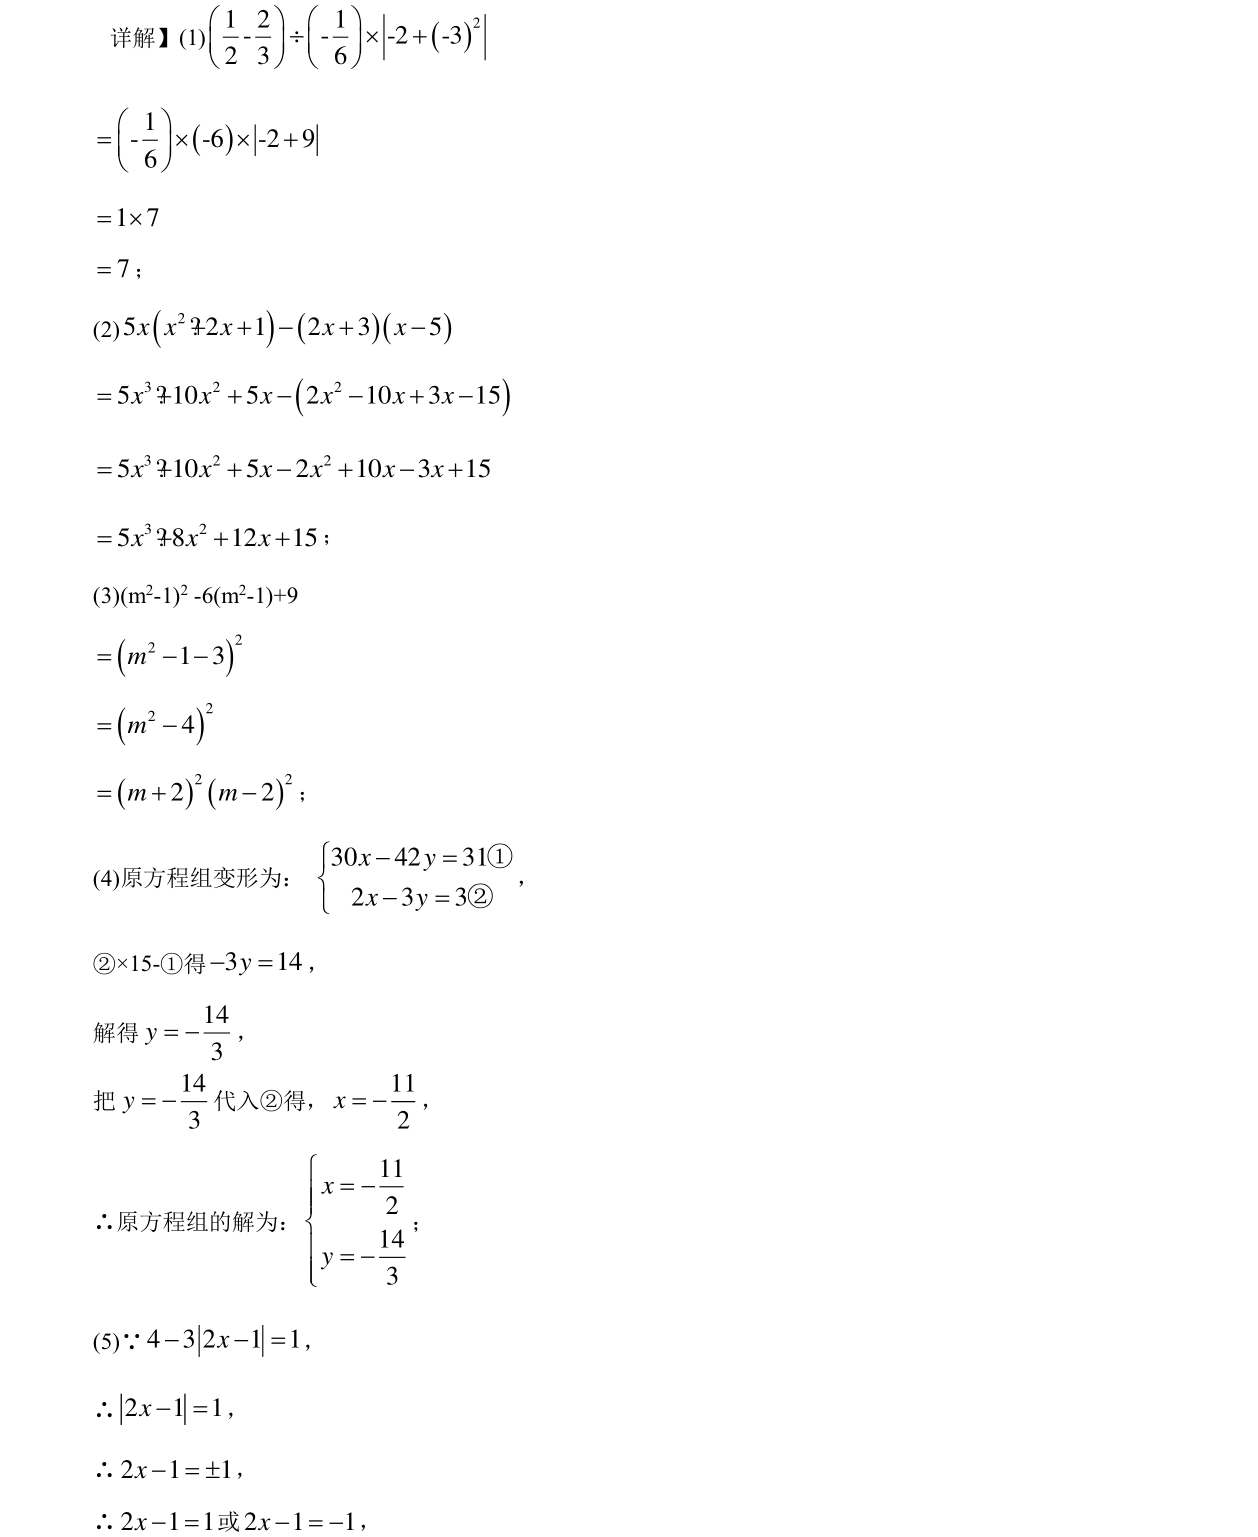 详解】(1)(1/2-2/3)÷(-1/6)×|-2+(-3)²|
=(-1/6)×(-6)×|-2+9|
=1×7
=7；
(2)5x(x²+2x+1)−(2x+3)(x−5)
=5x³+10x²+5x−(2x²−10x+3x−15)
=5x³+10x²+5x−2x²+10x−3x+15
=5x³+8x²+12x+15；
(3)(m²-1)² -6(m²-1)+9
=(m²−1−3)²
=(m²−4)²
=(m+2)²(m−2)²；
(4)原方程组变形为： {30x−42y=31① 2x−3y=3②，
②×15-①得−3y=14，
解得 y=−14/3，
把 y=−14/3 代入②得， x=−11/2，
∴原方程组的解为：{x=−11/2 y=−14/3；
(5)∵4−3|2x−1|=1，
∴|2x−1|=1，
∴2x−1=±1，
∴2x−1=1或2x−1=−1，